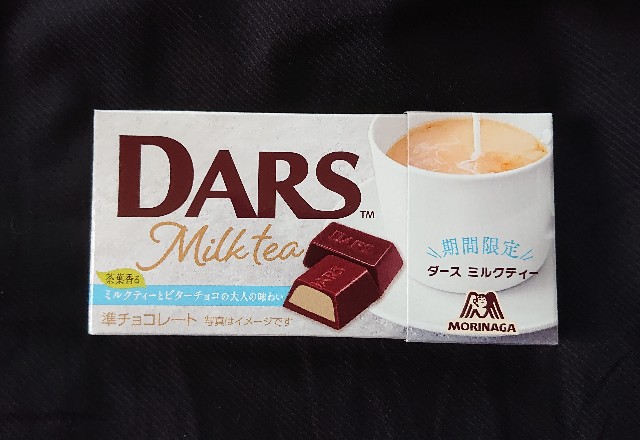 DARS™
Milk tea
茶葉香る
ミルクティーとビターチョコの大人の味わい
準チョコレート 写真はイメージです
DARS
DARS
期間限定
ダース ミルクティー
MORINAGA